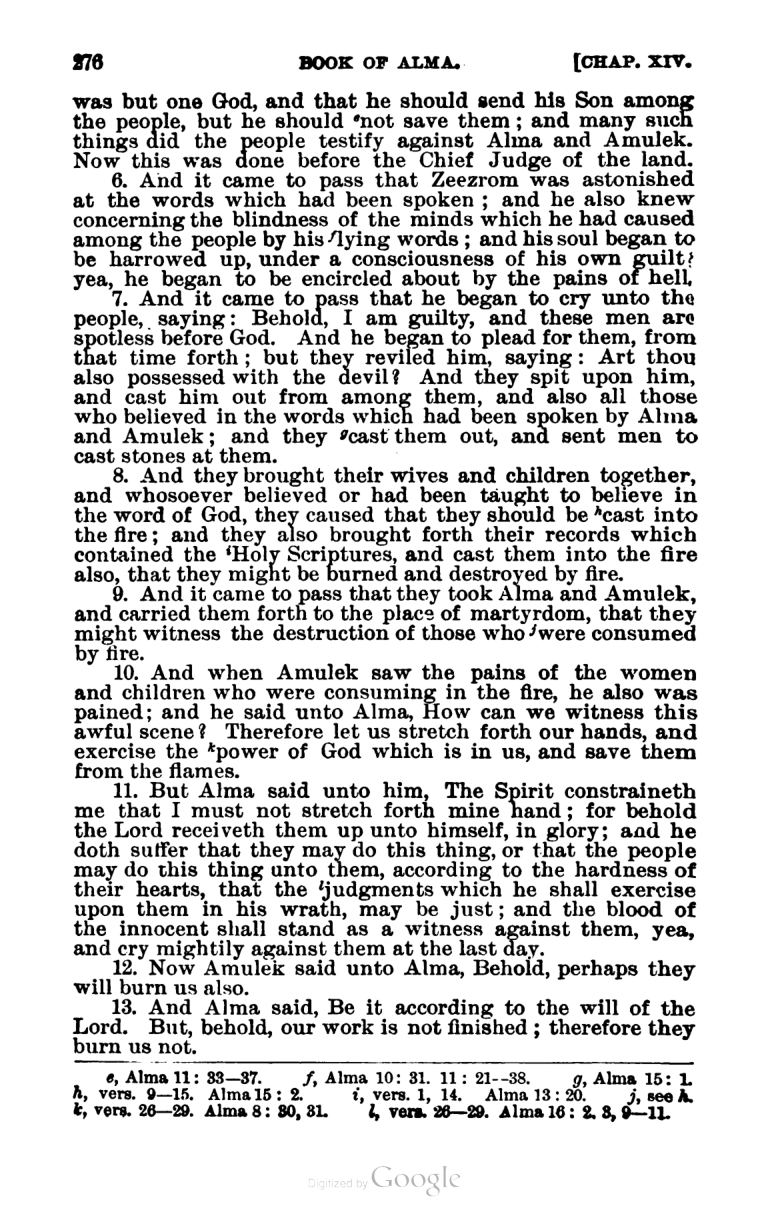 276 BOOK OF ALMA. [CHAP. XIV.
was but one God, and that he should send his Son among
the people, but he should ᵉnot save them; and many such
things did the people testify against Alma and Amulek.
Now this was done before the Chief Judge of the land.
6. And it came to pass that Zeezrom was astonished
at the words which had been spoken; and he also knew
concerning the blindness of the minds which he had caused
among the people by his ᶠlying words; and his soul began to
be harrowed up, under a consciousness of his own guilt;
yea, he began to be encircled about by the pains of hell.
7. And it came to pass that he began to cry unto the
people, saying: Behold, I am guilty, and these men are
spotless before God. And he began to plead for them, from
that time forth; but they reviled him, saying: Art thou
also possessed with the devil? And they spit upon him,
and cast him out from among them, and also all those
who believed in the words which had been spoken by Alma
and Amulek; and they ᵍcast them out, and sent men to
cast stones at them.
8. And they brought their wives and children together,
and whosoever believed or had been taught to believe in
the word of God, they caused that they should be ʰcast into
the fire; and they also brought forth their records which
contained the ⁱHoly Scriptures, and cast them into the fire
also, that they might be burned and destroyed by fire.
9. And it came to pass that they took Alma and Amulek,
and carried them forth to the place of martyrdom, that they
might witness the destruction of those who ʲwere consumed
by fire.
10. And when Amulek saw the pains of the women
and children who were consuming in the fire, he also was
pained; and he said unto Alma, How can we witness this
awful scene? Therefore let us stretch forth our hands, and
exercise the ᵏpower of God which is in us, and save them
from the flames.
11. But Alma said unto him, The Spirit constraineth
me that I must not stretch forth mine hand; for behold
the Lord receiveth them up unto himself, in glory; and he
doth suffer that they may do this thing, or that the people
may do this thing unto them, according to the hardness of
their hearts, that the ˡjudgments which he shall exercise
upon them in his wrath, may be just; and the blood of
the innocent shall stand as a witness against them, yea,
and cry mightily against them at the last day.
12. Now Amulek said unto Alma, Behold, perhaps they
will burn us also.
13. And Alma said, Be it according to the will of the
Lord. But, behold, our work is not finished; therefore they
burn us not.
e, Alma 11: 33—37. f, Alma 10: 31. 11: 21--38. g, Alma 15: 1.
h, vers. 9—15. Alma 15: 2. i, vers. 1, 14. Alma 13: 20. j, see h.
k, vers. 26—29. Alma 8: 30, 31. l, vers. 26—29. Alma 16: 2, 3, 9—11.
Digitized by Google